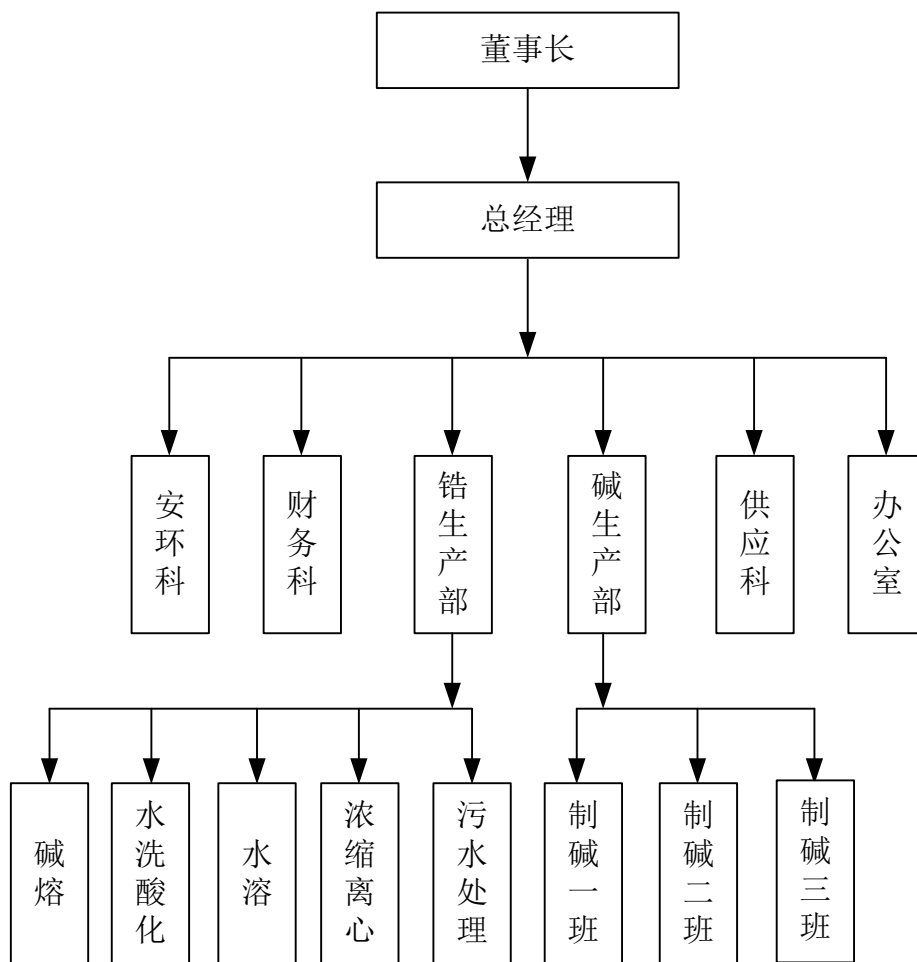 董事长
总经理
安环科
财务科
锆生产部
碱生产部
供应科
办公室
碱熔
水洗酸化
水溶
浓缩离心
污水处理
制碱一班
制碱二班
制碱三班